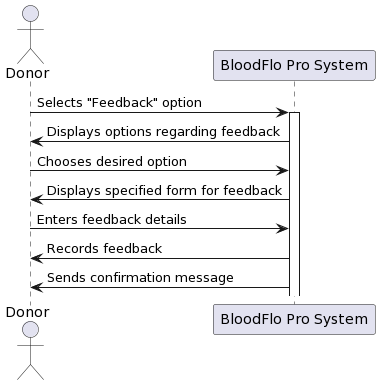 Donor
BloodFlo Pro System
Selects "Feedback" option
Displays options regarding feedback
Chooses desired option
Displays specified form for feedback
Enters feedback details
Records feedback
Sends confirmation message
Donor
BloodFlo Pro System